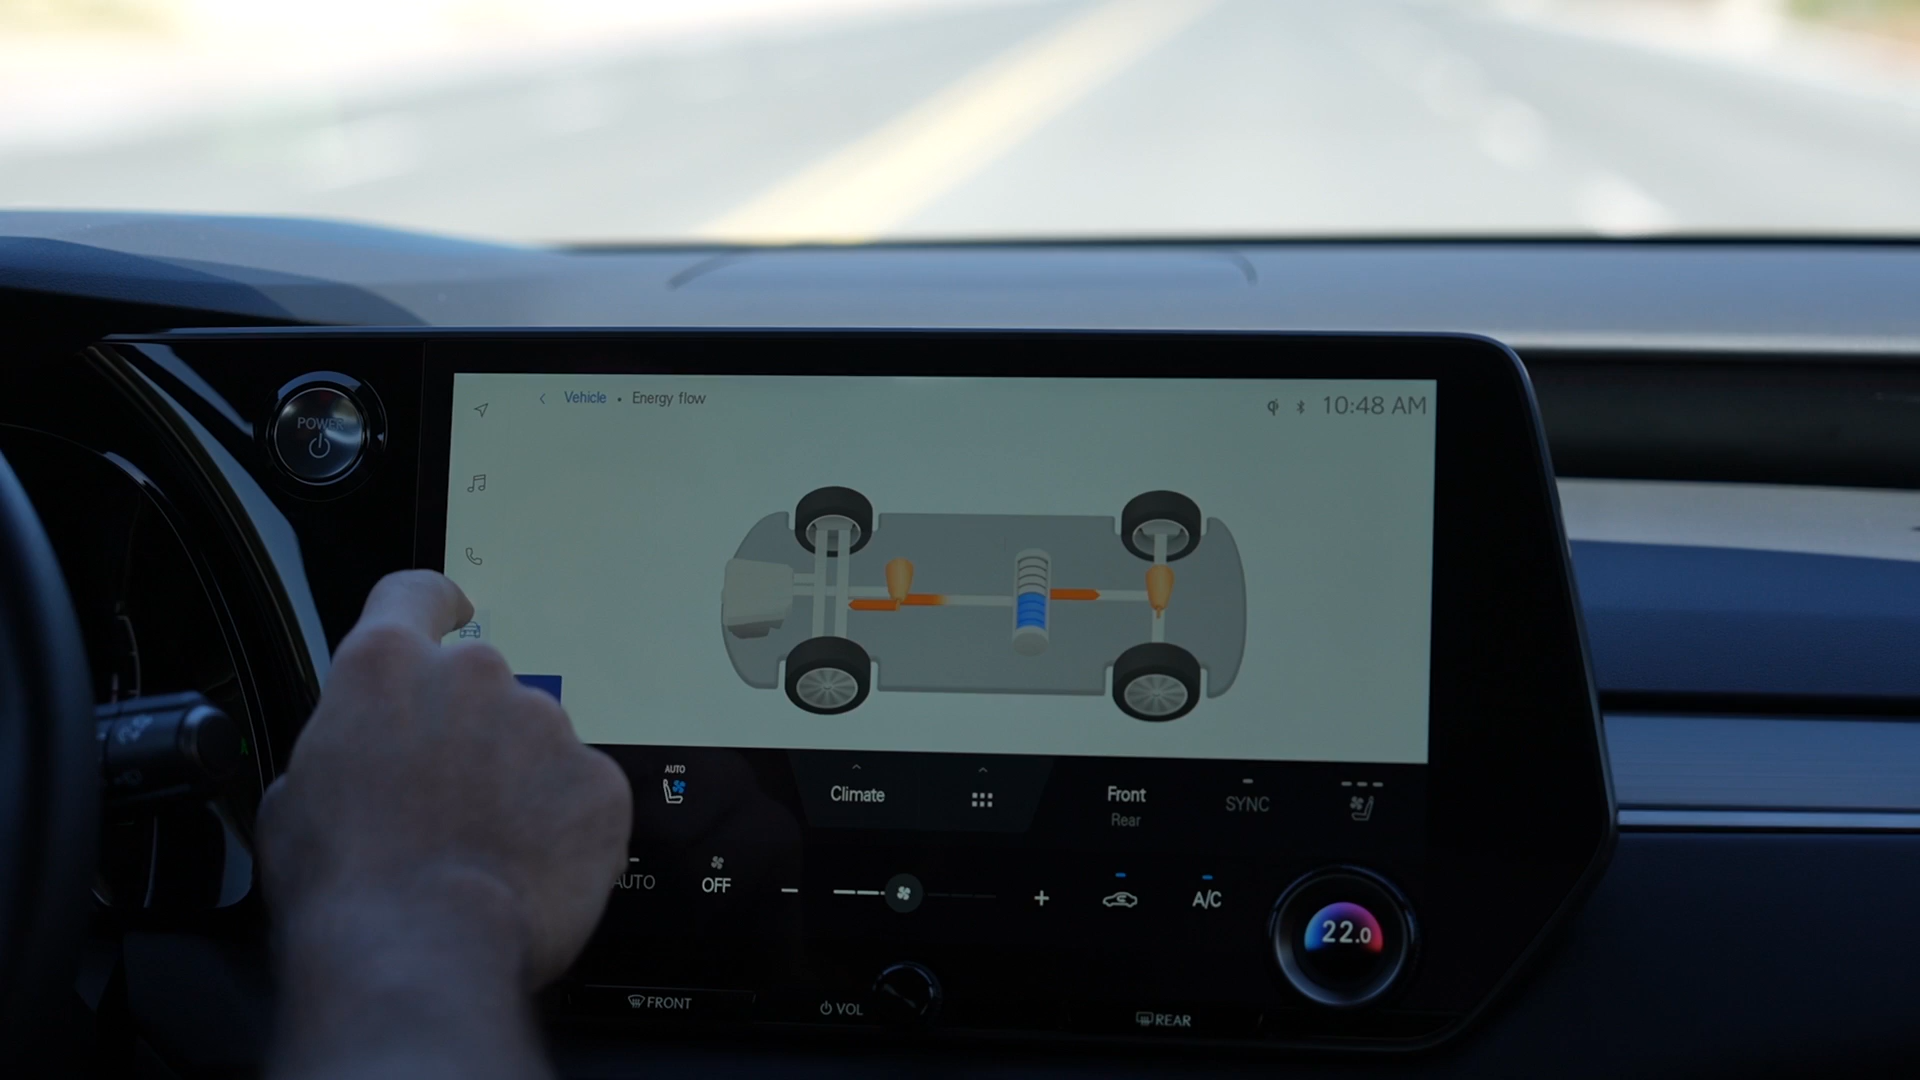 Vehicle • Energy flow
10:48 AM
POWER
AUTO
Climate
Front
Rear
SYNC
AUTO
OFF
A/C
22.0
FRONT
VOL
REAR